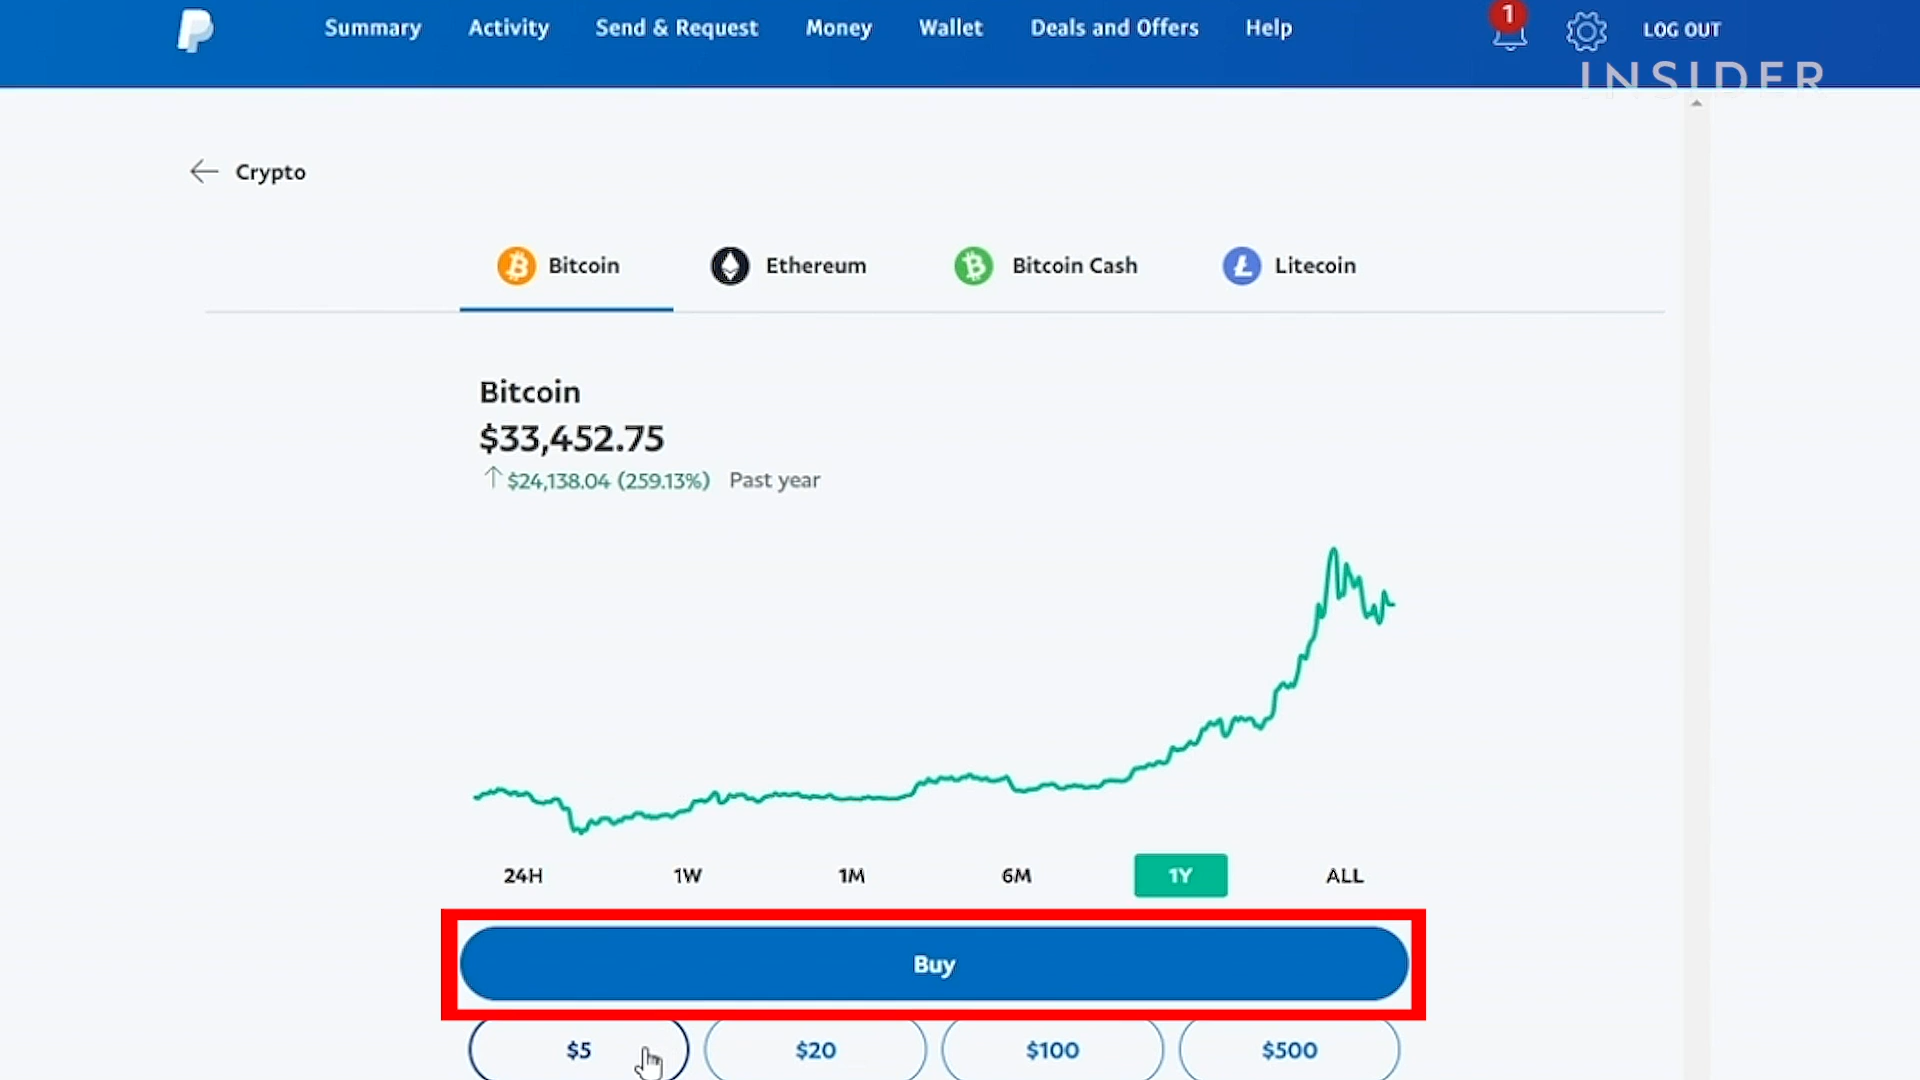 Summary Activity Send & Request Money Wallet Deals and Offers Help 1 LOG OUT
INSIDER
Crypto
Bitcoin Ethereum Bitcoin Cash Litecoin
Bitcoin
$33,452.75
$24,138.04 (259.13%) Past year
24H 1W 1M 6M 1Y ALL
Buy
$5 $20 $100 $500